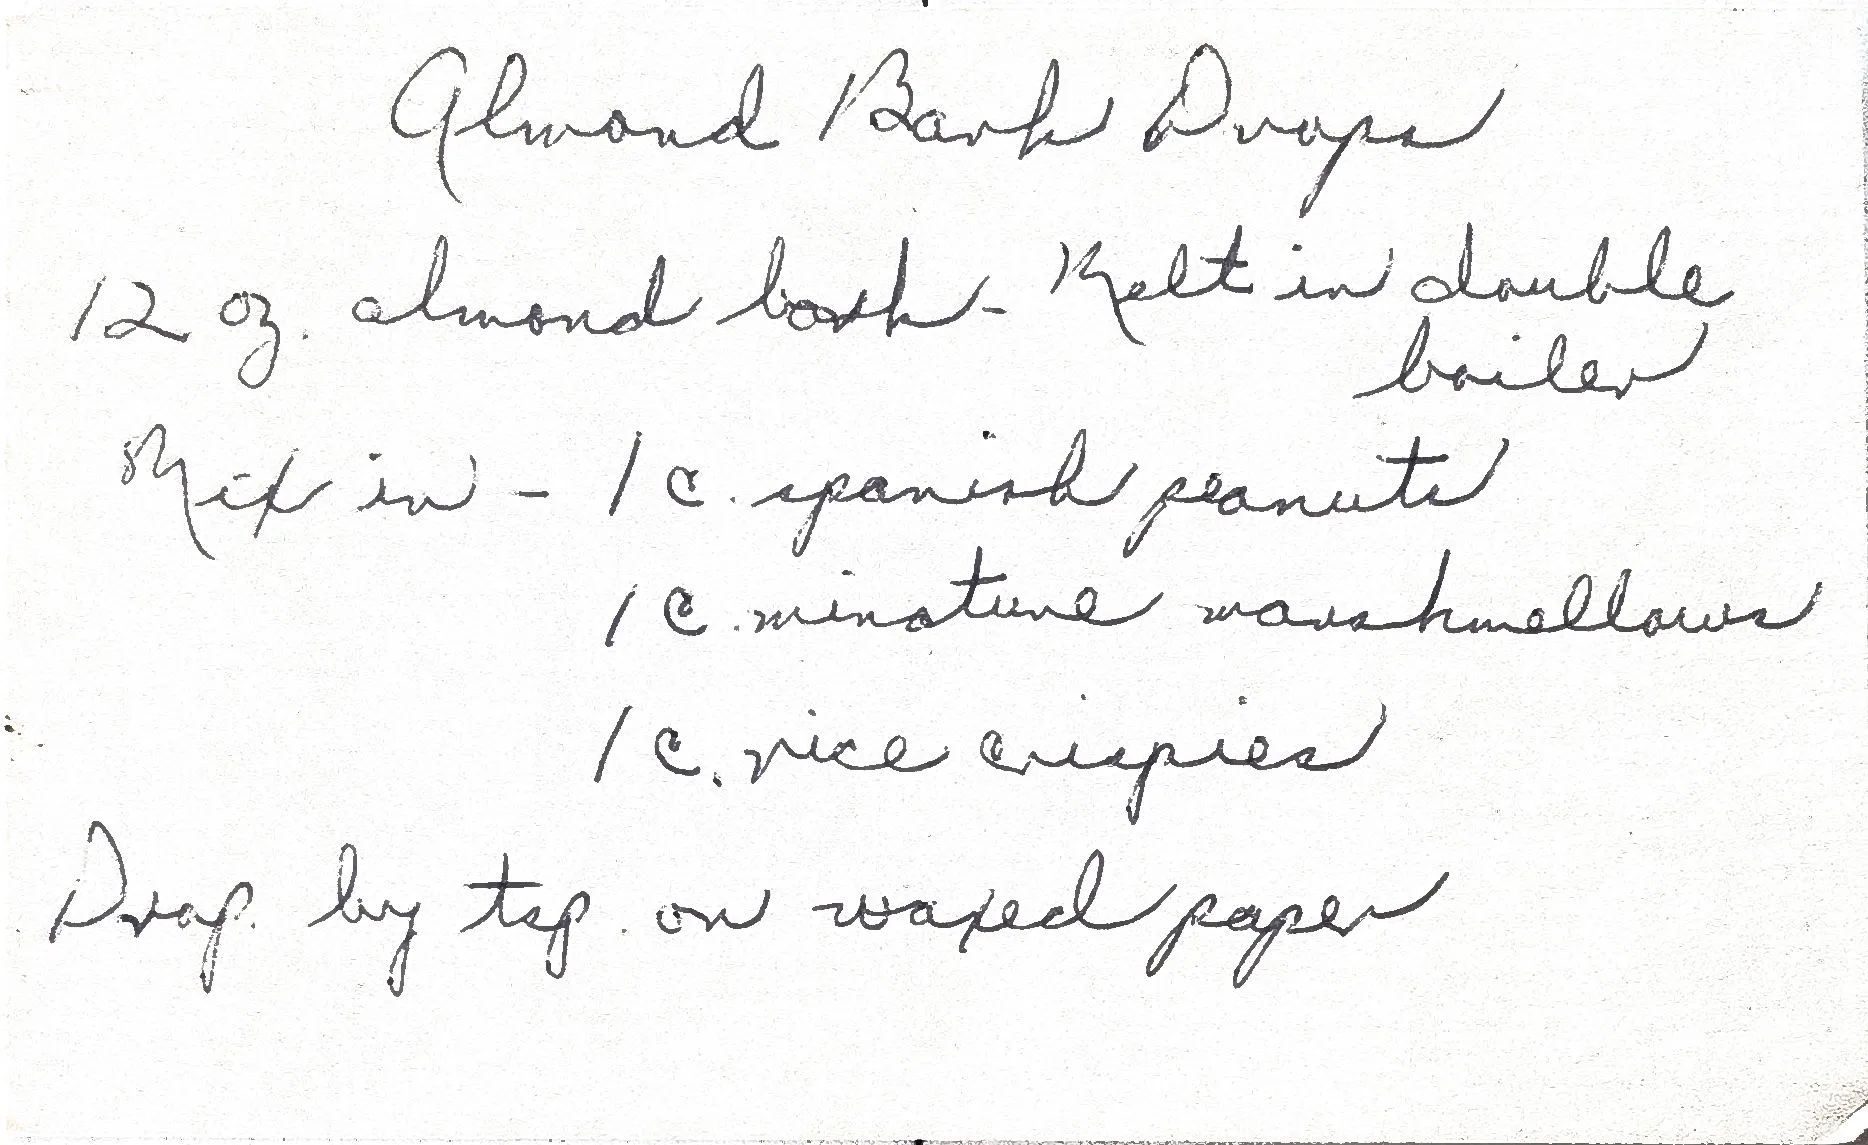 Almond Bark Drops
12 oz. almond bark - Melt in double
boiler
Mix in - 1 c. spanish peanuts
1 c. minature marshmellows
1 c. rice crispies
Drop by tsp. on waxed paper